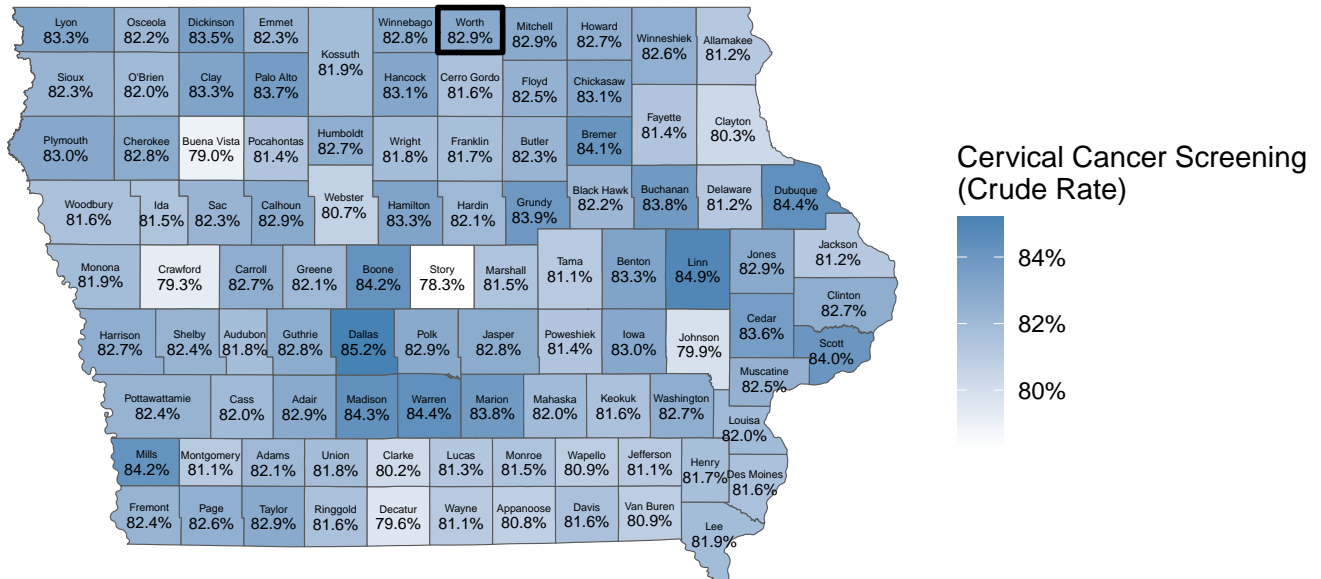 Lyon
83.3%
Osceola
82.2%
Dickinson
83.5%
Emmet
82.3%
Kossuth
81.9%
Winnebago
82.8%
Worth
82.9%
Mitchell
82.9%
Howard
82.7%
Winneshiek
82.6%
Allamakee
81.2%
Sioux
82.3%
O'Brien
82.0%
Clay
83.3%
Palo Alto
83.7%
Hancock
83.1%
Cerro Gordo
81.6%
Floyd
82.5%
Chickasaw
83.1%
Fayette
81.4%
Clayton
80.3%
Plymouth
83.0%
Cherokee
82.8%
Buena Vista
79.0%
Pocahontas
81.4%
Humboldt
82.7%
Wright
81.8%
Franklin
81.7%
Butler
82.3%
Bremer
84.1%
Woodbury
81.6%
Ida
81.5%
Sac
82.3%
Calhoun
82.9%
Webster
80.7%
Hamilton
83.3%
Hardin
82.1%
Grundy
83.9%
Black Hawk
82.2%
Buchanan
83.8%
Delaware
81.2%
Dubuque
84.4%
Monona
81.9%
Crawford
79.3%
Carroll
82.7%
Greene
82.1%
Boone
84.2%
Story
78.3%
Marshall
81.5%
Tama
81.1%
Benton
83.3%
Linn
84.9%
Jones
82.9%
Jackson
81.2%
Clinton
82.7%
Harrison
82.7%
Shelby
82.4%
Audubon
81.8%
Guthrie
82.8%
Dallas
85.2%
Polk
82.9%
Jasper
82.8%
Poweshiek
81.4%
Iowa
83.0%
Johnson
79.9%
Cedar
83.6%
Scott
84.0%
Muscatine
82.5%
Pottawattamie
82.4%
Cass
82.0%
Adair
82.9%
Madison
84.3%
Warren
84.4%
Marion
83.8%
Mahaska
82.0%
Keokuk
81.6%
Washington
82.7%
Louisa
82.0%
Mills
84.2%
Montgomery
81.1%
Adams
82.1%
Union
81.8%
Clarke
80.2%
Lucas
81.3%
Monroe
81.5%
Wapello
80.9%
Jefferson
81.1%
Henry
81.7%
Des Moines
81.6%
Fremont
82.4%
Page
82.6%
Taylor
82.9%
Ringgold
81.6%
Decatur
79.6%
Wayne
81.1%
Appanoose
80.8%
Davis
81.6%
Van Buren
80.9%
Lee
81.9%
Cervical Cancer Screening
(Crude Rate)
84%
82%
80%